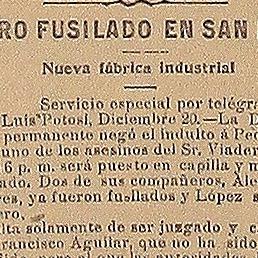 RO FUSILADO EN SAN
Nueva fábrica industrial
Servicio especial por telégra
Luis Potosí, Diciembre 20.—La D
permanente negó el indulto á Pe
uno de los asesinos del Sr. Viader
6 p. m. será puesto en capilla y m
ado. Dos de sus compañeros, Ale
es, ya fueron fusilados y López s
ero.
lta solamente de ser juzgado y c
rancisco Aguilar, que no ha sido